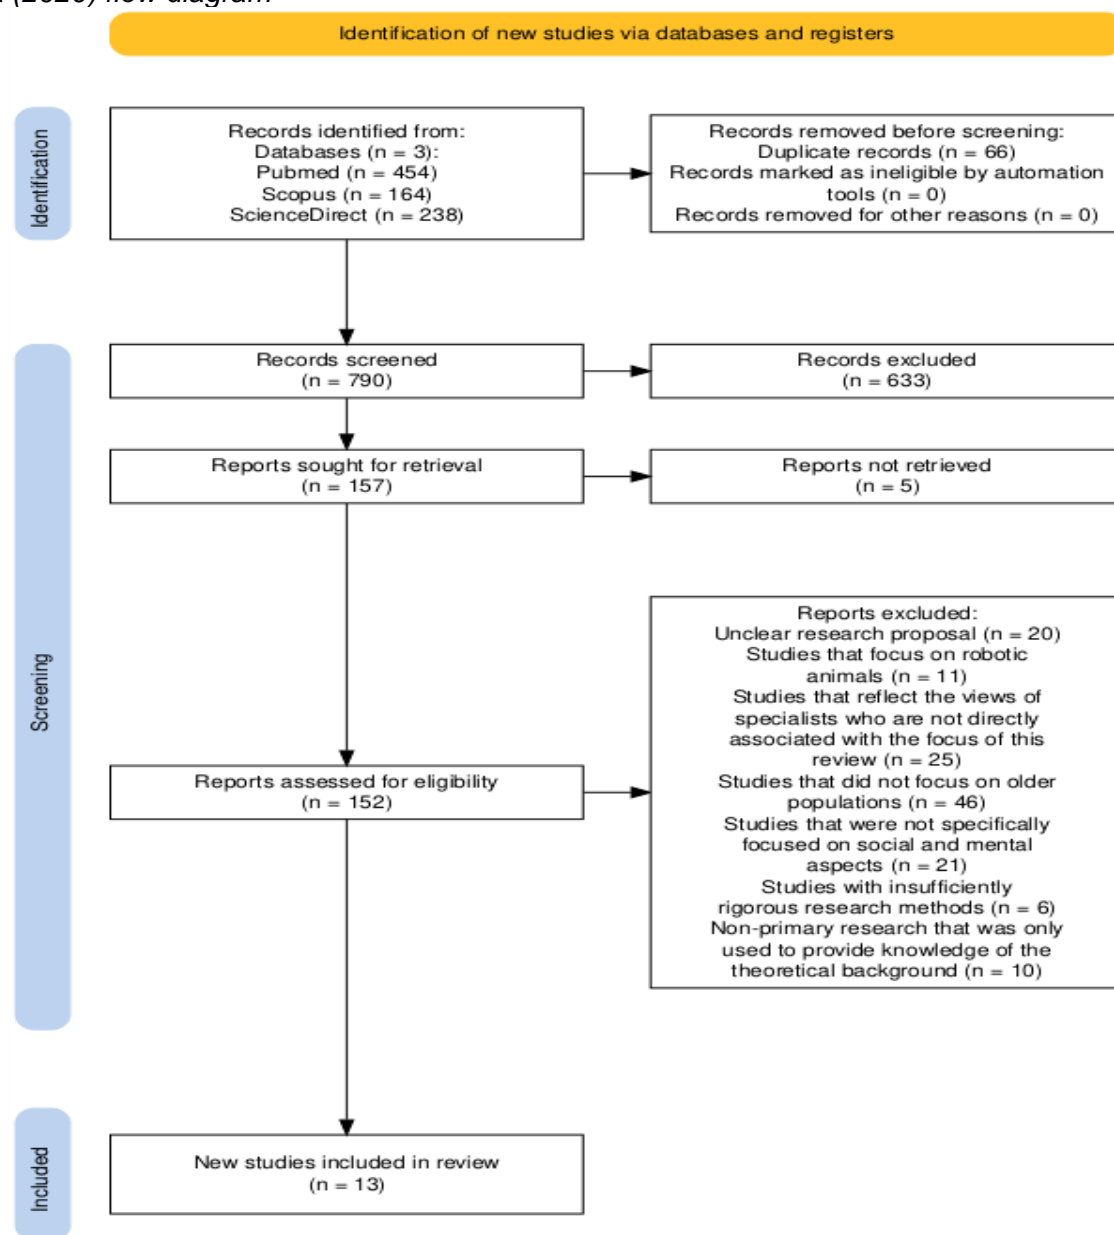 (2020) flow diagram
Identification of new studies via databases and registers
Identification
Records identified from:
Databases (n = 3):
Pubmed (n = 454)
Scopus (n = 164)
ScienceDirect (n = 238)
Records removed before screening:
Duplicate records (n = 66)
Records marked as ineligible by automation
tools (n = 0)
Records removed for other reasons (n = 0)
Screening
Records screened
(n = 790)
Records excluded
(n = 633)
Reports sought for retrieval
(n = 157)
Reports not retrieved
(n = 5)
Reports assessed for eligibility
(n = 152)
Reports excluded:
Unclear research proposal (n = 20)
Studies that focus on robotic
animals (n = 11)
Studies that reflect the views of
specialists who are not directly
associated with the focus of this
review (n = 25)
Studies that did not focus on older
populations (n = 46)
Studies that were not specifically
focused on social and mental
aspects (n = 21)
Studies with insufficiently
rigorous research methods (n = 6)
Non-primary research that was only
used to provide knowledge of the
theoretical background (n = 10)
Included
New studies included in review
(n = 13)